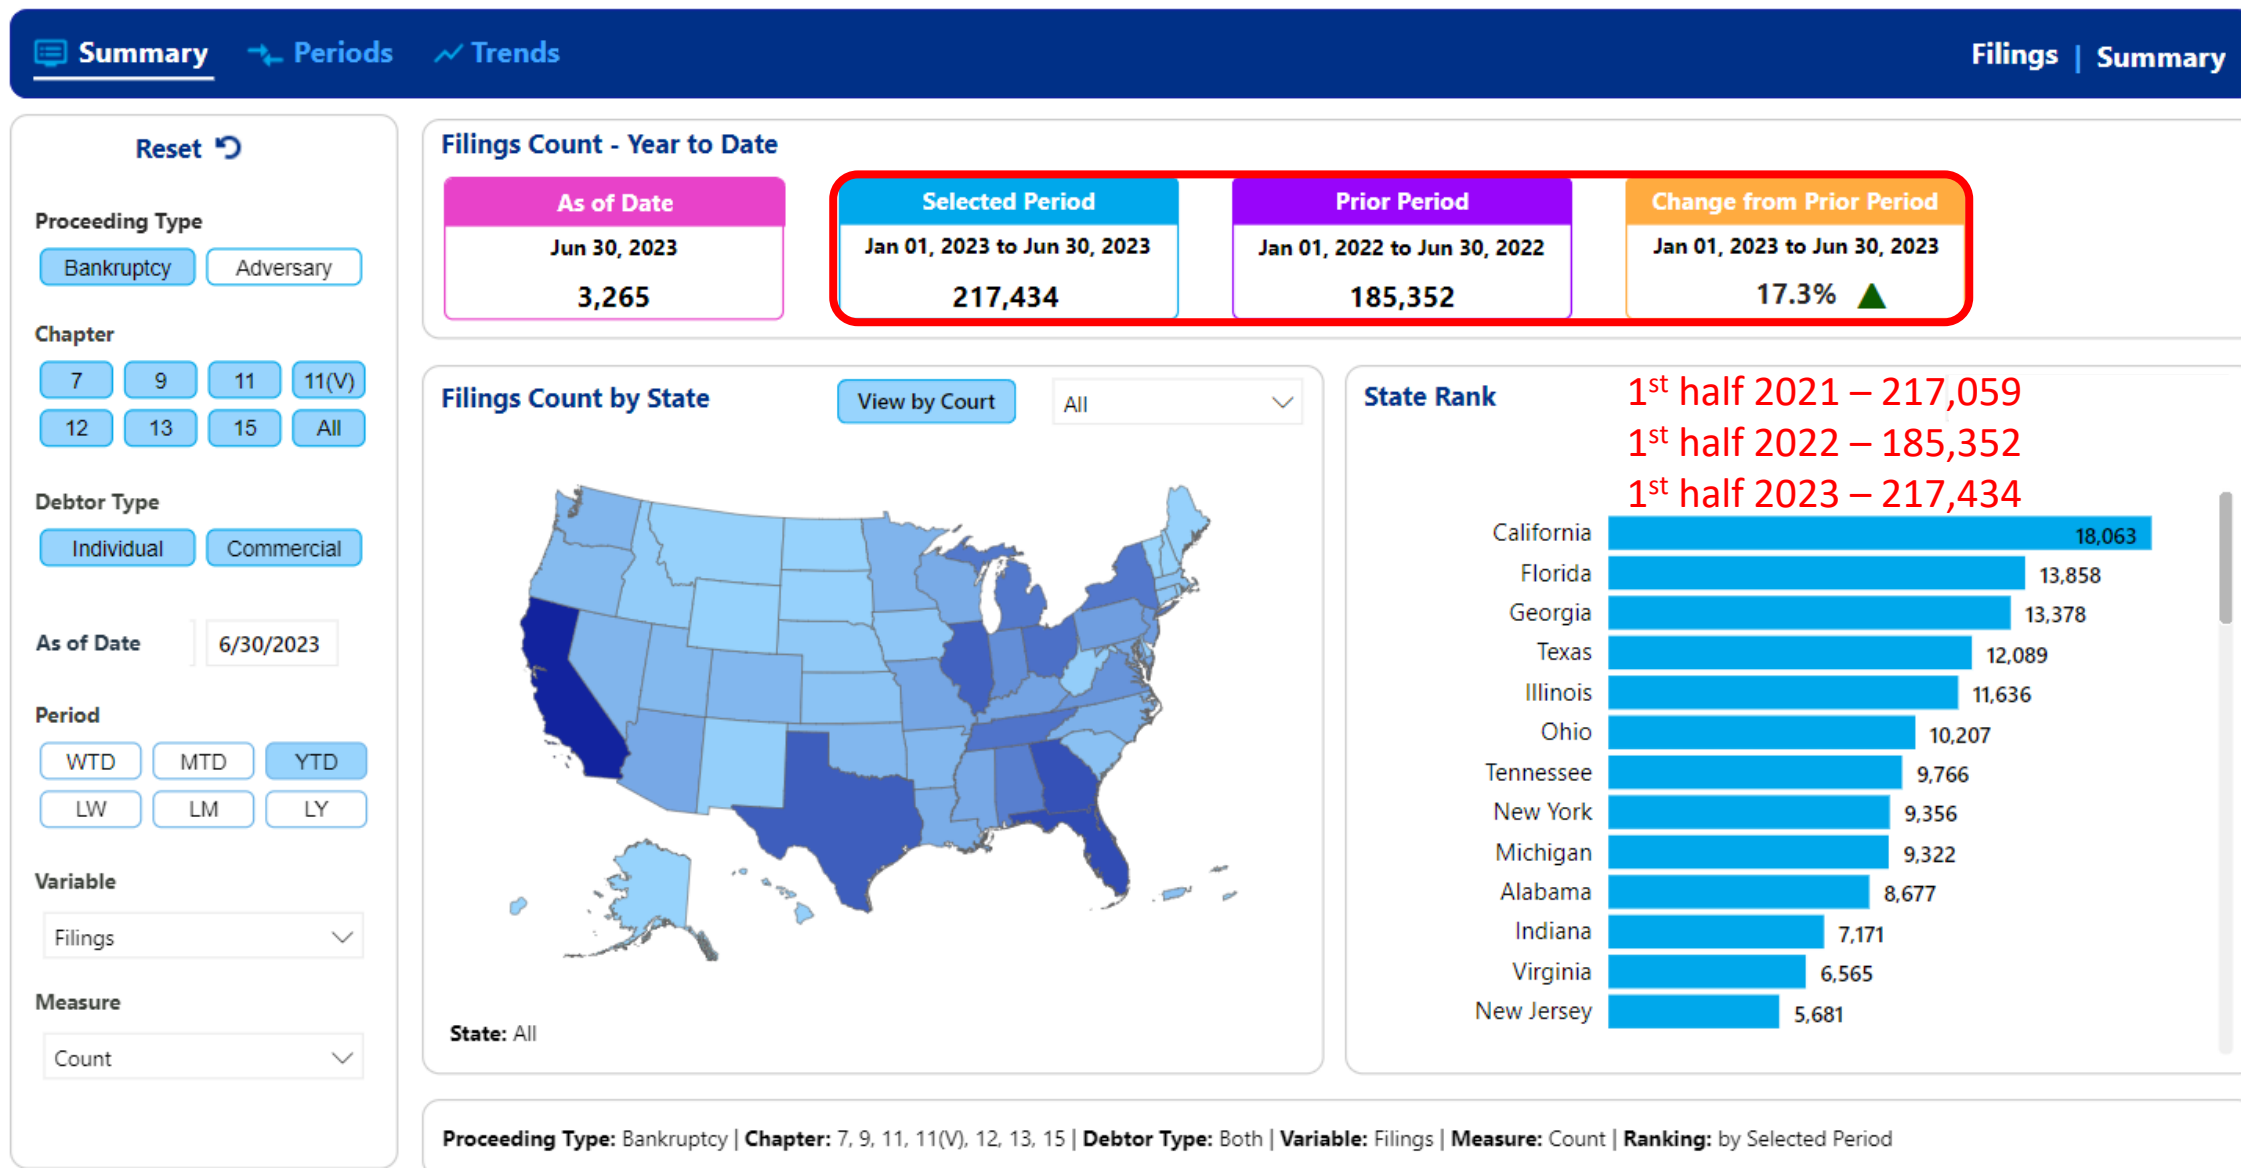 Summary Periods Trends
Filings | Summary
Reset
Proceeding Type
Bankruptcy Adversary
Chapter
7 9 11 11(V)
12 13 15 All
Debtor Type
Individual Commercial
As of Date 6/30/2023
Period
WTD MTD YTD
LW LM LY
Variable
Filings
Measure
Count
Filings Count - Year to Date
As of Date
Jun 30, 2023
3,265
Selected Period
Jan 01, 2023 to Jun 30, 2023
217,434
Prior Period
Jan 01, 2022 to Jun 30, 2022
185,352
Change from Prior Period
Jan 01, 2023 to Jun 30, 2023
17.3% ▲
Filings Count by State View by Court All
State: All
State Rank
1st half 2021 – 217,059
1st half 2022 – 185,352
1st half 2023 – 217,434
California 18,063
Florida 13,858
Georgia 13,378
Texas 12,089
Illinois 11,636
Ohio 10,207
Tennessee 9,766
New York 9,356
Michigan 9,322
Alabama 8,677
Indiana 7,171
Virginia 6,565
New Jersey 5,681
Proceeding Type: Bankruptcy | Chapter: 7, 9, 11, 11(V), 12, 13, 15 | Debtor Type: Both | Variable: Filings | Measure: Count | Ranking: by Selected Period